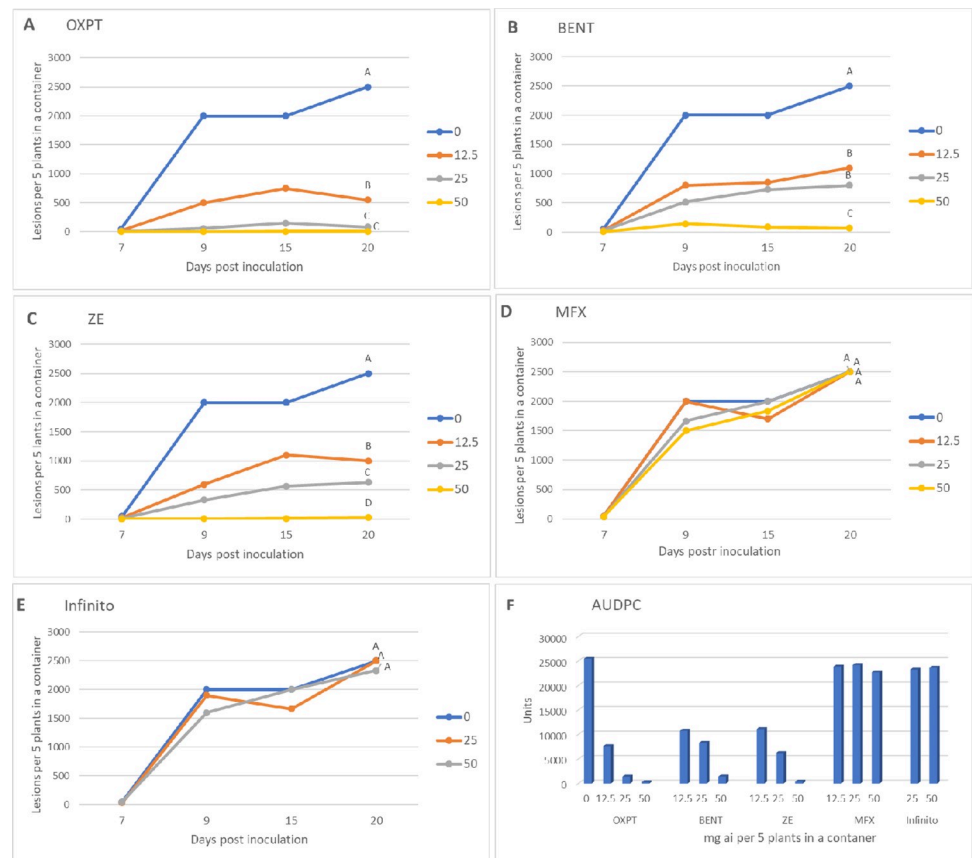 A OXPT
Lesions per 5 plants in a container
3000
2500
2000
1500
1000
500
0
A
B
C
C
7 9 15 20
Days post inoculation
0
12.5
25
50
B BENT
Lesions per 5 plants in a container
3000
2500
2000
1500
1000
500
0
A
B
B
C
7 9 15 20
Days post inoculation
0
12.5
25
50
C ZE
Lesions per 5 lants in a container
3000
2500
2000
1500
1000
500
0
A
B
C
D
7 9 15 20
Days post inoculation
0
12.5
25
50
D MFX
Lesions per 5 plants in a container
3000
2500
2000
1500
1000
500
0
A
A
A
A
7 9 15 20
Days postr inoculation
0
12.5
25
50
E Infinito
Lesions per 5 plants in a container
3000
2500
2000
1500
1000
500
0
A
A
A
7 9 15 20
Days post inoculation
0
25
50
F AUDPC
Units
30000
25000
20000
15000
10000
5000
0
0 12.5 25 50 12.5 25 50 12.5 25 50 12.5 25 50 25 50
OXPT BENT ZE MFX Infinito
mg ai per 5 plants in a contaner